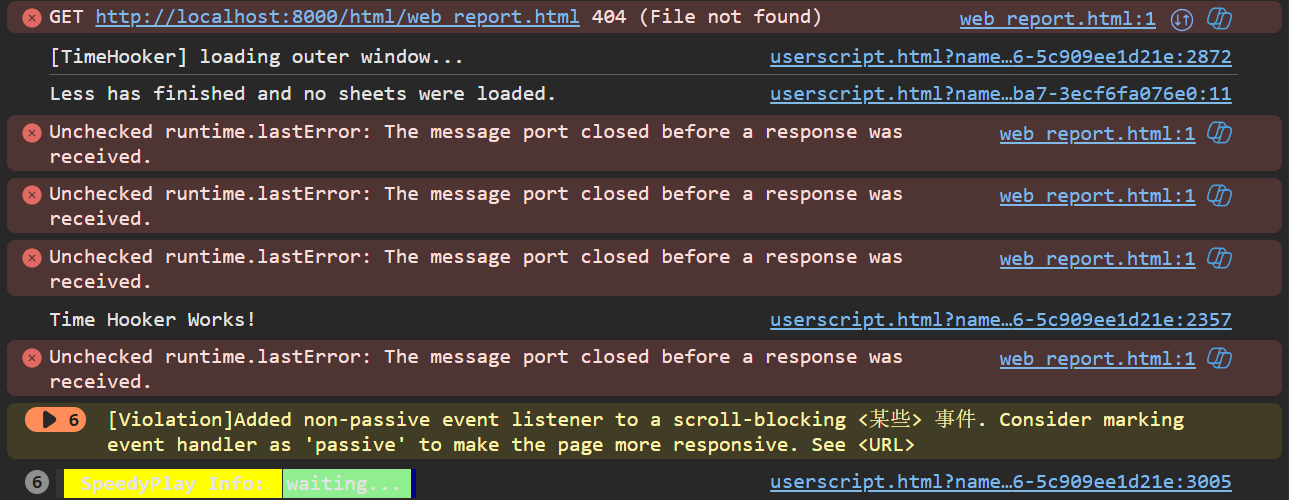 GET http://localhost:8000/html/web_report.html 404 (File not found) web_report.html:1
[TimeHooker] loading outer window... userscript.html?name…6-5c909ee1d21e:2872
Less has finished and no sheets were loaded. userscript.html?name…ba7-3ecf6fa076e0:11
Unchecked runtime.lastError: The message port closed before a response was web_report.html:1
received.
Unchecked runtime.lastError: The message port closed before a response was web_report.html:1
received.
Unchecked runtime.lastError: The message port closed before a response was web_report.html:1
received.
Time Hooker Works! userscript.html?name…6-5c909ee1d21e:2357
Unchecked runtime.lastError: The message port closed before a response was web_report.html:1
received.
6 [Violation]Added non-passive event listener to a scroll-blocking <某些> 事件. Consider marking
event handler as 'passive' to make the page more responsive. See <URL>
6 SpeedyPlay Info: waiting... userscript.html?name…6-5c909ee1d21e:3005